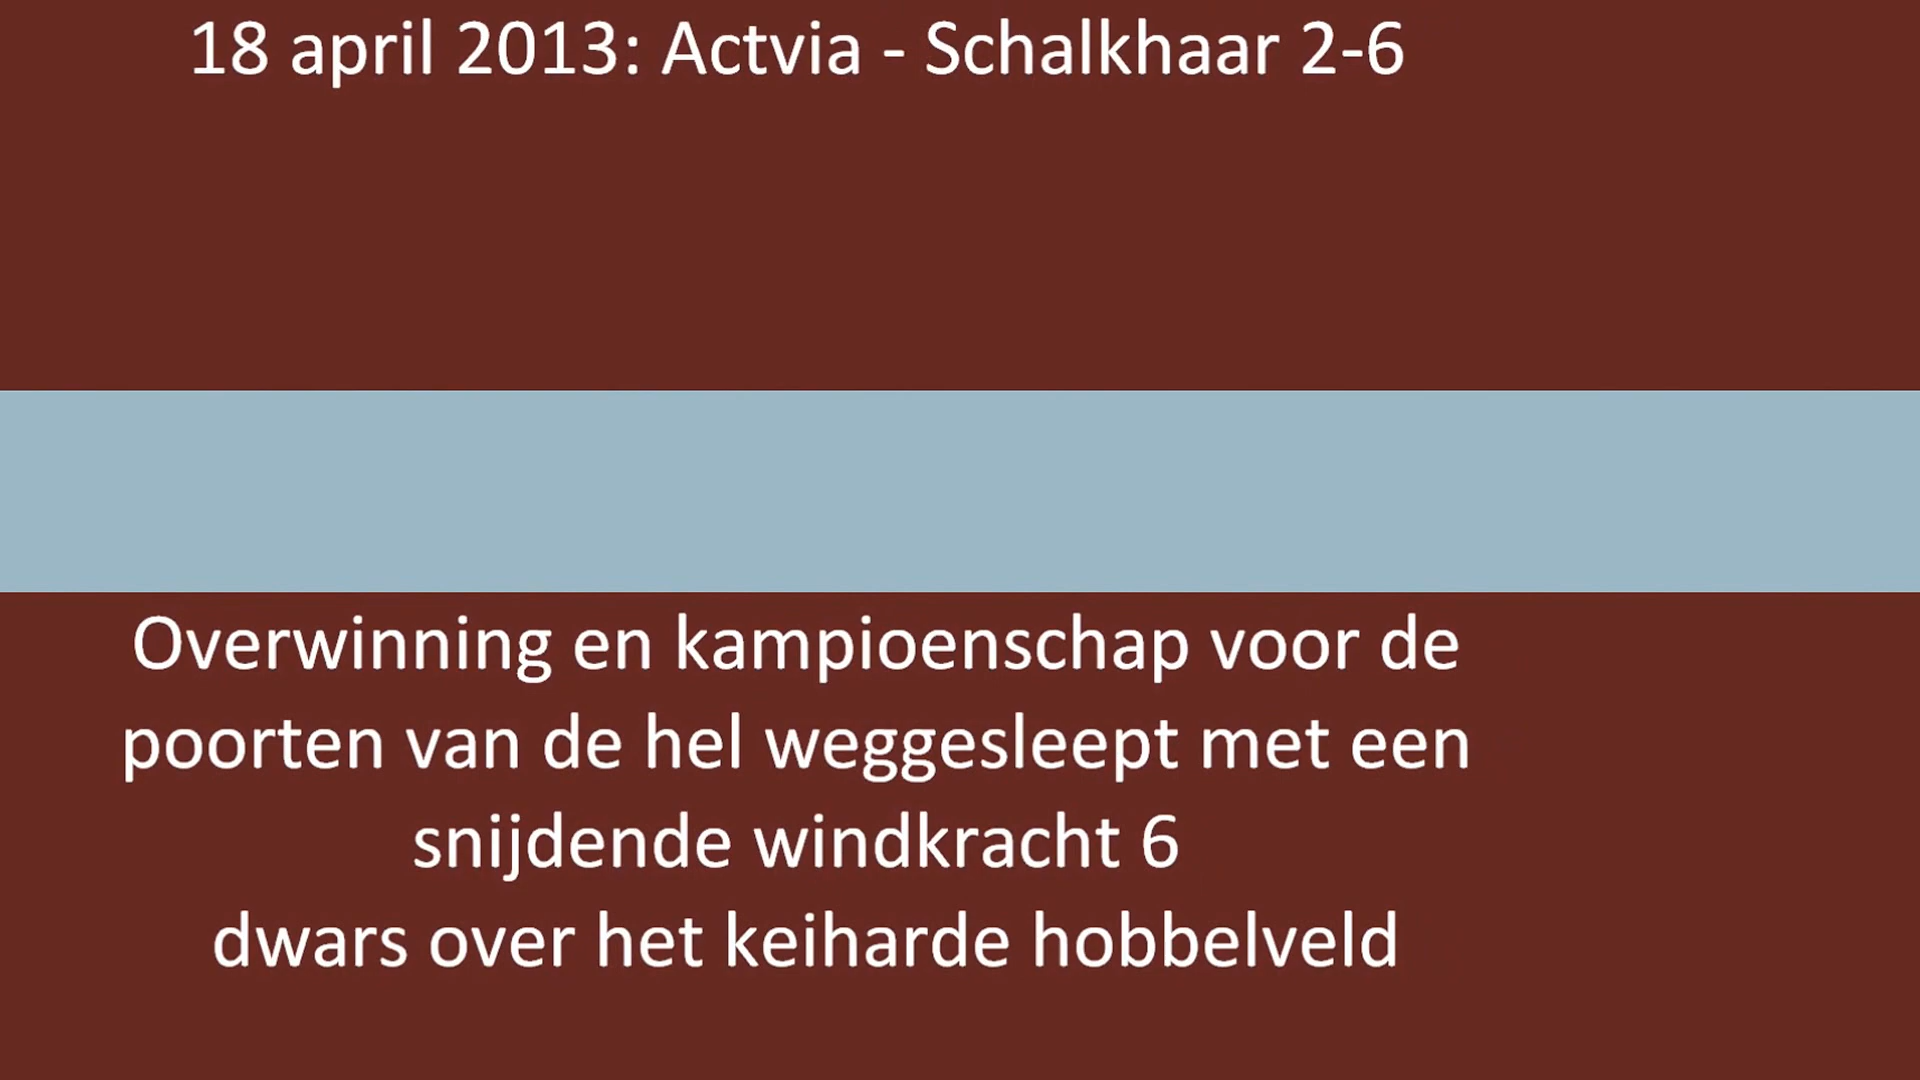 18 april 2013: Actvia - Schalkhaar 2-6
Overwinning en kampioenschap voor de
poorten van de hel weggesleept met een
snijdende windkracht 6
dwars over het keiharde hobbelveld